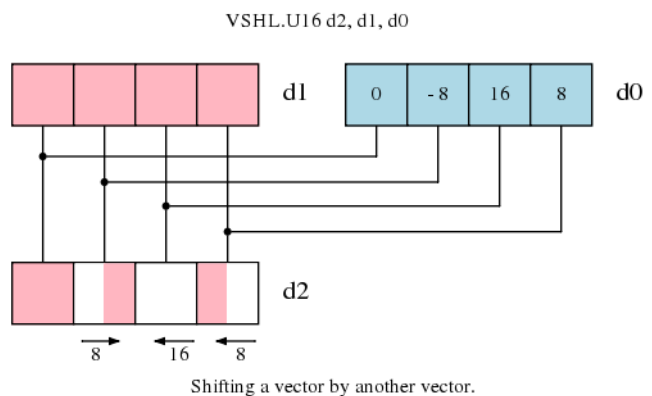 VSHL.U16 d2, d1, d0
d1
0 -8 16 8
d0
d2
8 16 8
Shifting a vector by another vector.